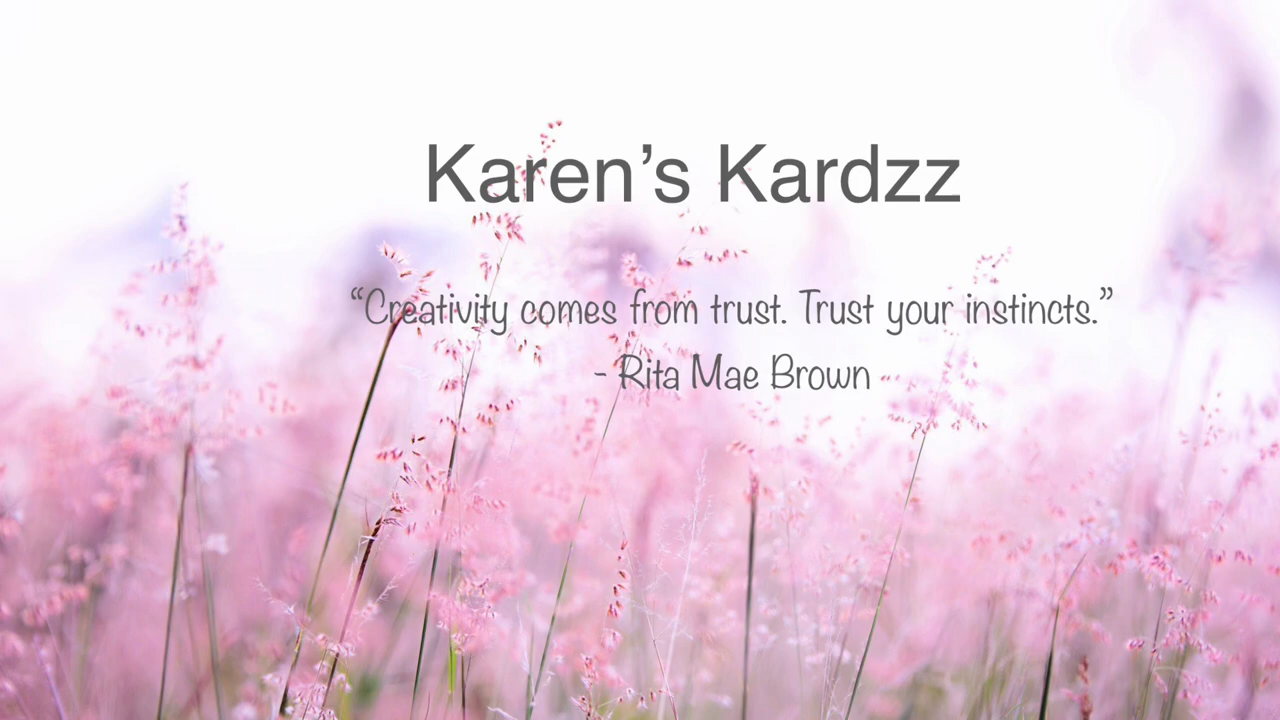 Karen’s Kardzz
“Creativity comes from trust. Trust your instincts.”
- Rita Mae Brown